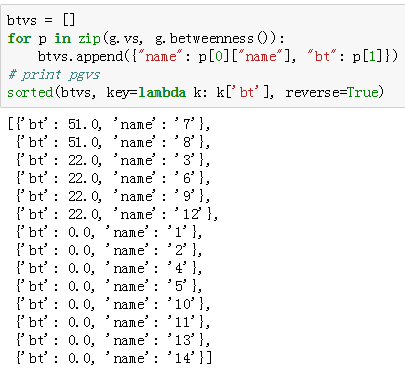 btvs = []
for p in zip(g.vs, g.betweenness()):
    btvs.append({"name": p[0]["name"], "bt": p[1]})
# print pgvs
sorted(btvs, key=lambda k: k['bt'], reverse=True)
[{'bt': 51.0, 'name': '7'},
 {'bt': 51.0, 'name': '8'},
 {'bt': 22.0, 'name': '3'},
 {'bt': 22.0, 'name': '6'},
 {'bt': 22.0, 'name': '9'},
 {'bt': 22.0, 'name': '12'},
 {'bt': 0.0, 'name': '1'},
 {'bt': 0.0, 'name': '2'},
 {'bt': 0.0, 'name': '4'},
 {'bt': 0.0, 'name': '5'},
 {'bt': 0.0, 'name': '10'},
 {'bt': 0.0, 'name': '11'},
 {'bt': 0.0, 'name': '13'},
 {'bt': 0.0, 'name': '14'}]